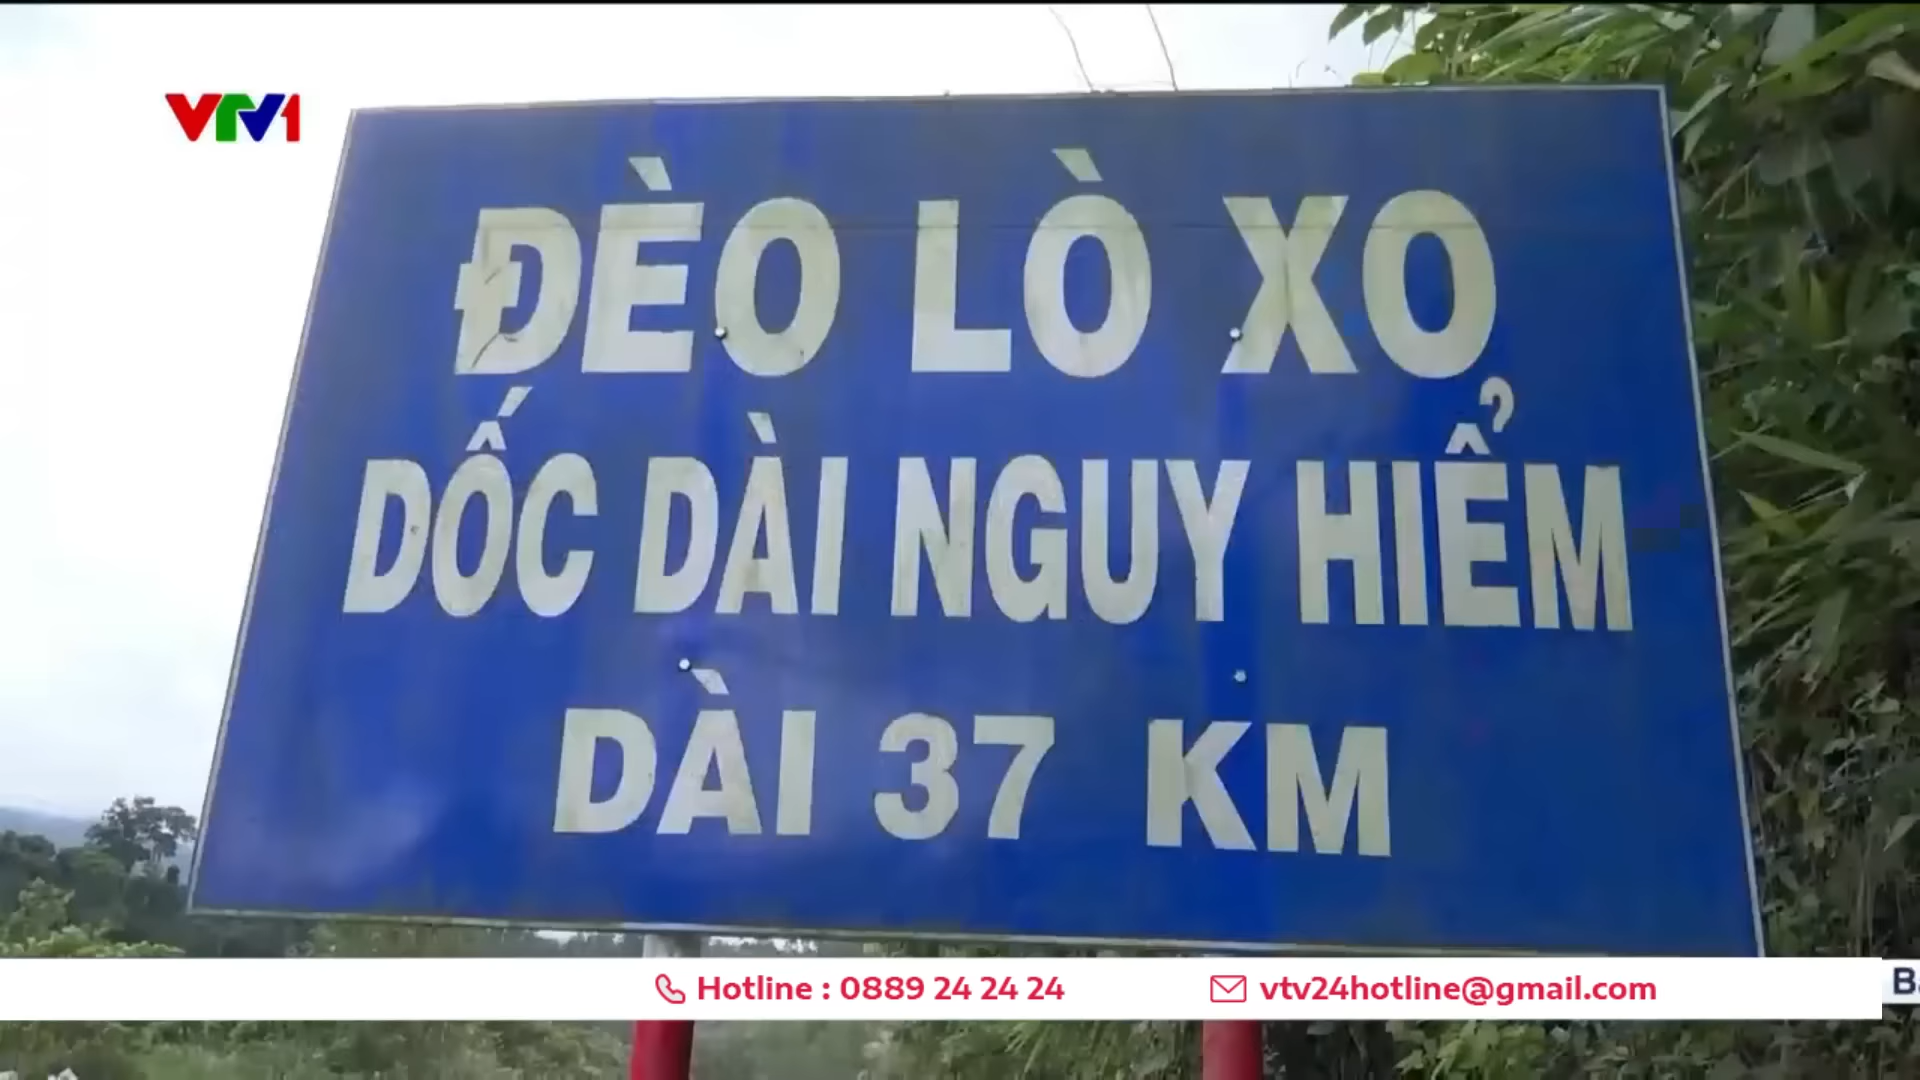 VTV1
ĐÈO LÒ XO
DỐC DÀI NGUY HIỂM
DÀI 37 KM
Hotline : 0889 24 24 24
vtv24hotline@gmail.com